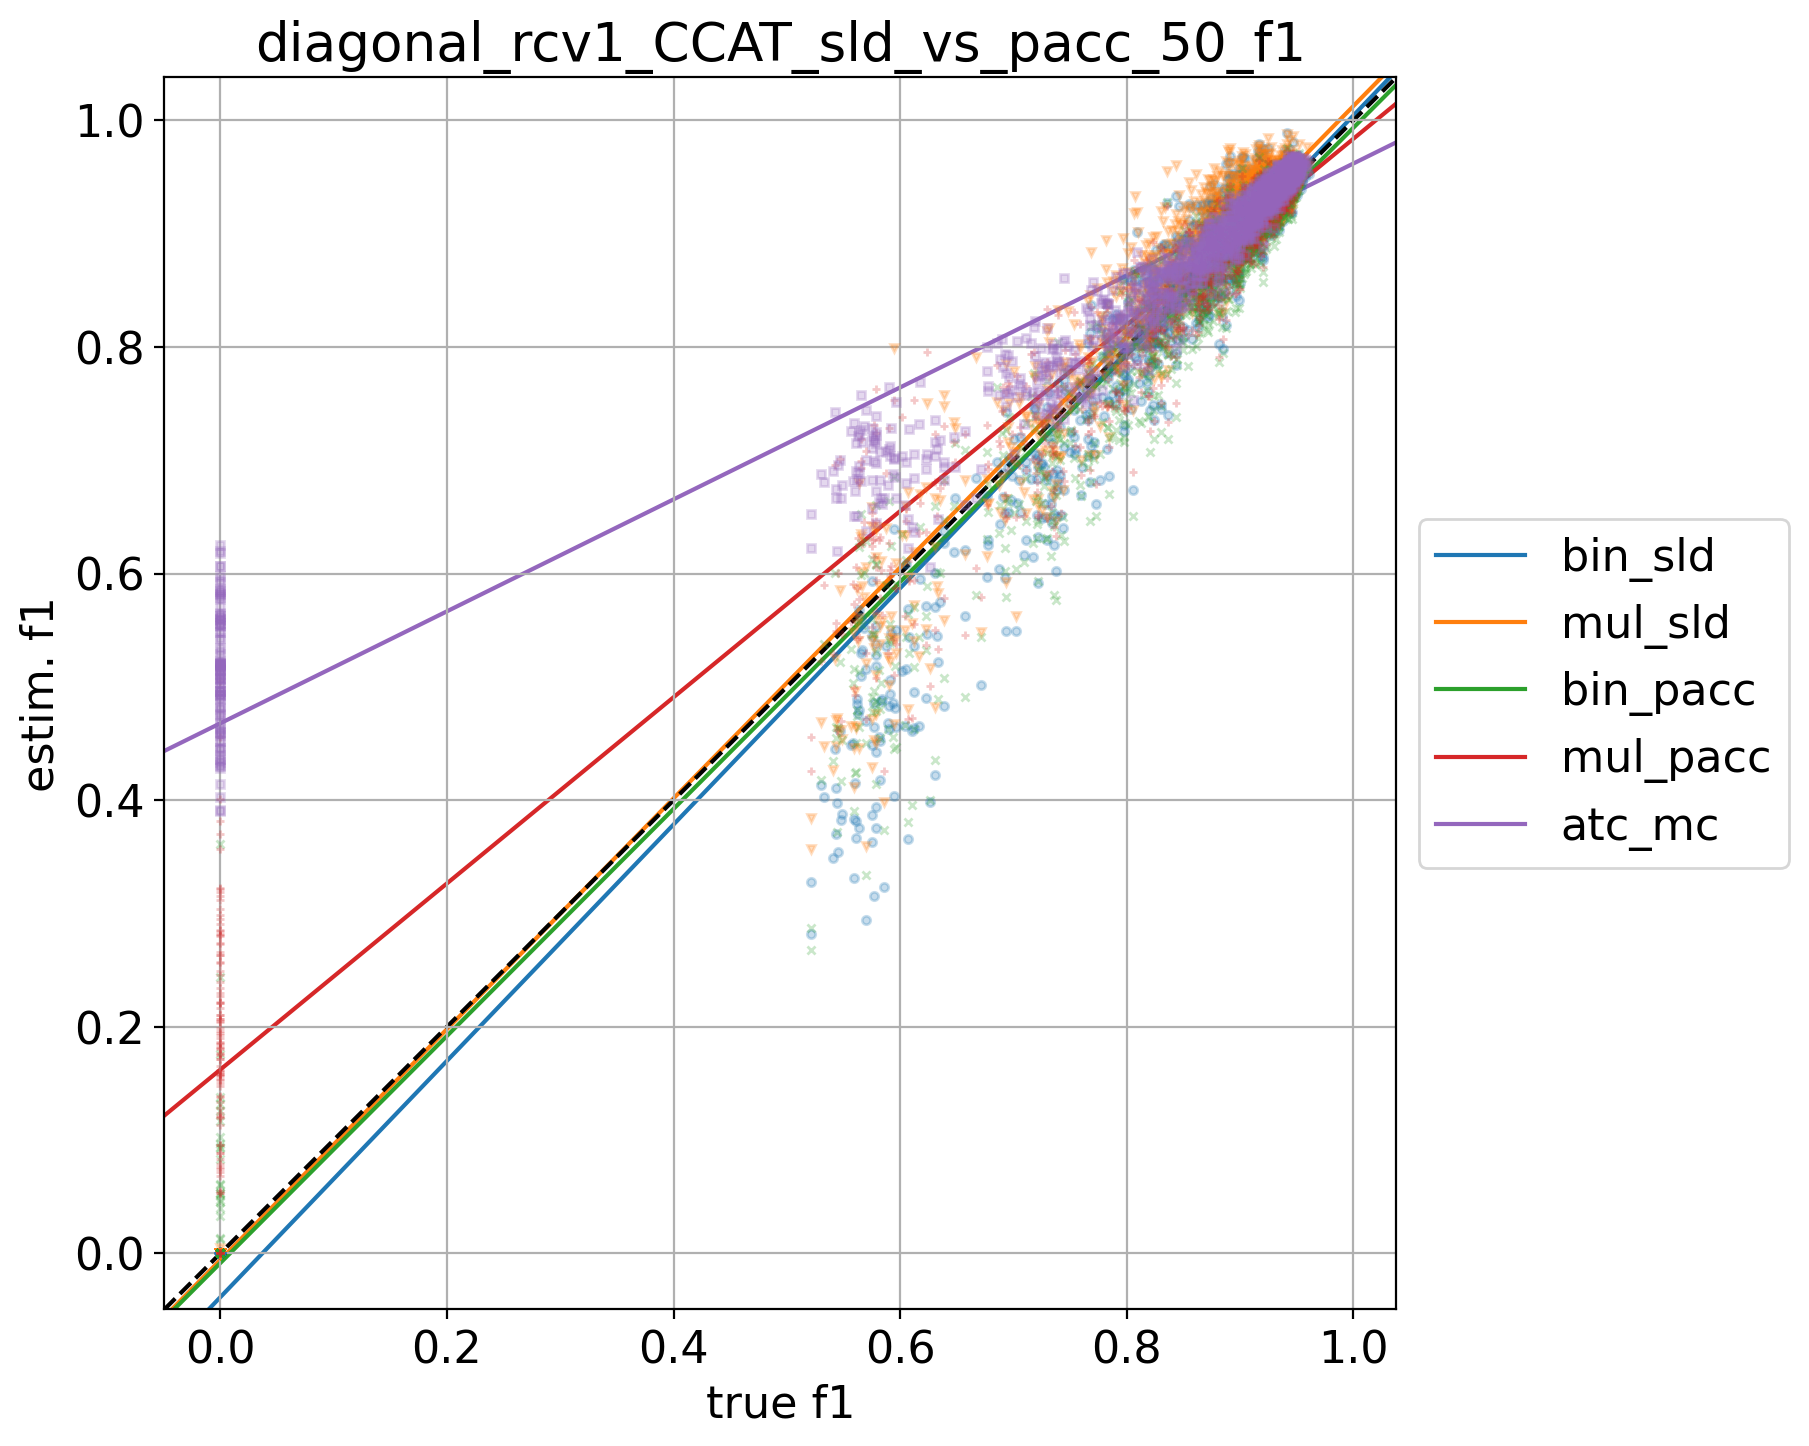 diagonal_rcv1_CCAT_sld_vs_pacc_50_f1
1.0
0.8
0.6
0.4
0.2
0.0
estim. f1
0.0 0.2 0.4 0.6 0.8 1.0
true f1
bin_sld
mul_sld
bin_pacc
mul_pacc
atc_mc